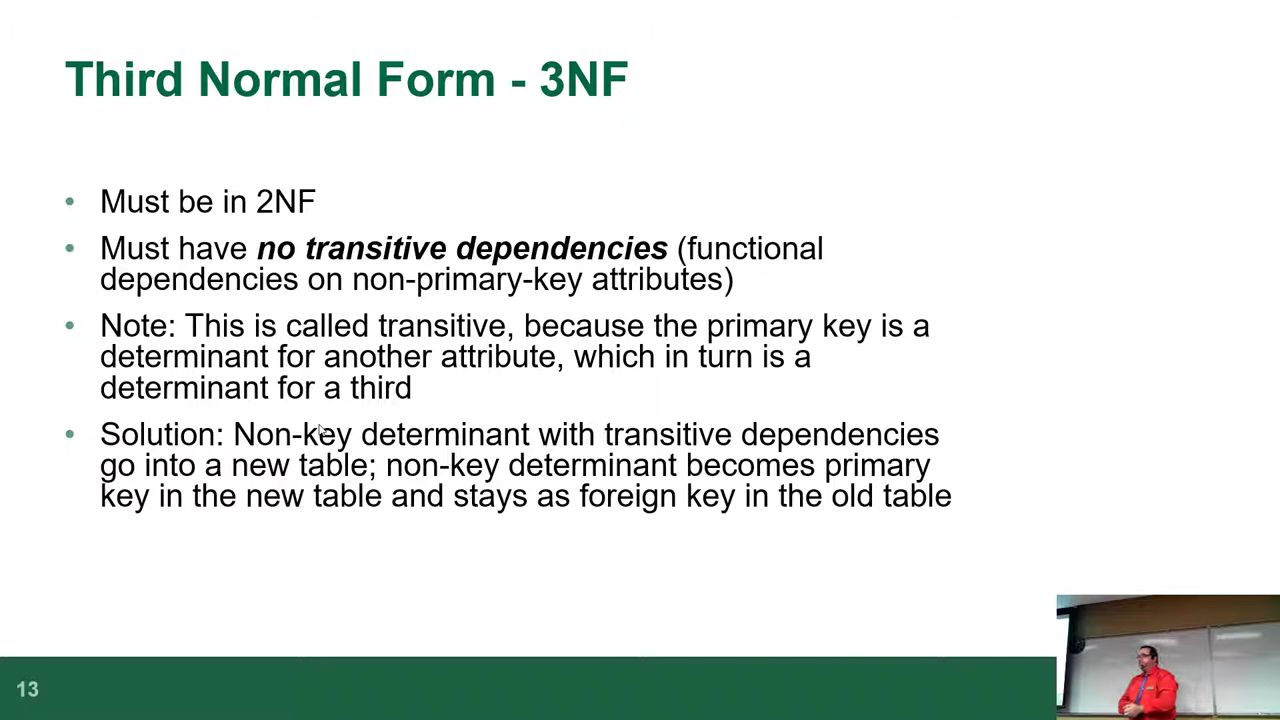 Third Normal Form - 3NF
• Must be in 2NF
• Must have no transitive dependencies (functional
dependencies on non-primary-key attributes)
• Note: This is called transitive, because the primary key is a
determinant for another attribute, which in turn is a
determinant for a third
• Solution: Non-key determinant with transitive dependencies
go into a new table; non-key determinant becomes primary
key in the new table and stays as foreign key in the old table
13